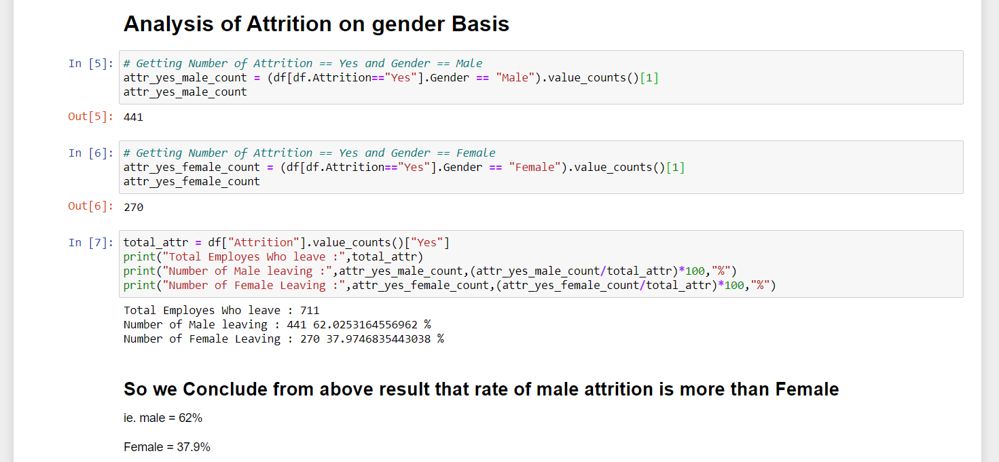 Analysis of Attrition on gender Basis
In [5]: # Getting Number of Attrition == Yes and Gender == Male
attr_yes_male_count = (df[df.Attrition=="Yes"].Gender == "Male").value_counts()[1]
attr_yes_male_count
Out[5]: 441
In [6]: # Getting Number of Attrition == Yes and Gender == Female
attr_yes_female_count = (df[df.Attrition=="Yes"].Gender == "Female").value_counts()[1]
attr_yes_female_count
Out[6]: 270
In [7]: total_attr = df["Attrition"].value_counts()["Yes"]
print("Total Employes Who leave :",total_attr)
print("Number of Male leaving :",attr_yes_male_count,(attr_yes_male_count/total_attr)*100,"%")
print("Number of Female Leaving :",attr_yes_female_count,(attr_yes_female_count/total_attr)*100,"%")
Total Employes Who leave : 711
Number of Male leaving : 441 62.0253164556962 %
Number of Female Leaving : 270 37.9746835443038 %
So we Conclude from above result that rate of male attrition is more than Female
ie. male = 62%
Female = 37.9%